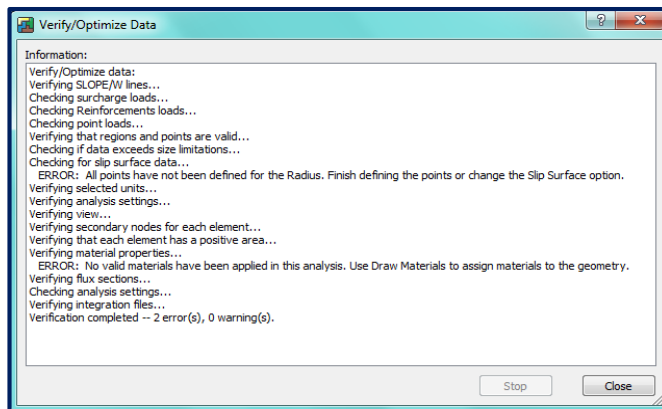 Verify/Optimize Data
?
Information:
Verify/Optimize data:
Verifying SLOPE/W lines...
Checking surcharge loads...
Checking Reinforcements loads...
Checking point loads...
Verifying that regions and points are valid...
Checking if data exceeds size limitations...
Checking for slip surface data...
ERROR: All points have not been defined for the Radius. Finish defining the points or change the Slip Surface option.
Verifying selected units...
Verifying analysis settings...
Verifying view...
Verifying secondary nodes for each element...
Verifying that each element has a positive area...
Verifying material properties...
ERROR: No valid materials have been applied in this analysis. Use Draw Materials to assign materials to the geometry.
Verifying flux sections...
Checking analysis settings...
Verifying integration files...
Verification completed -- 2 error(s), 0 warning(s).
Stop Close